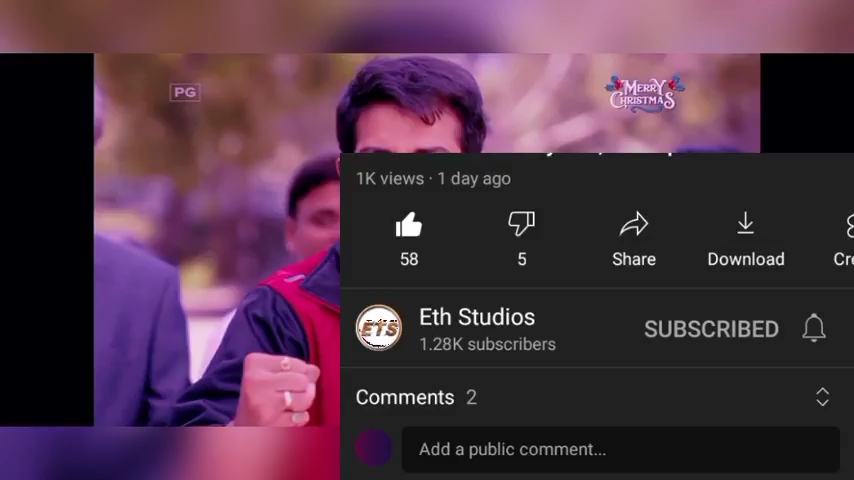 PG
MERRY
CHRISTMAS
1K views · 1 day ago
58
5
Share
Download
ETS
Eth Studios
1.28K subscribers
SUBSCRIBED
Comments 2
Add a public comment...